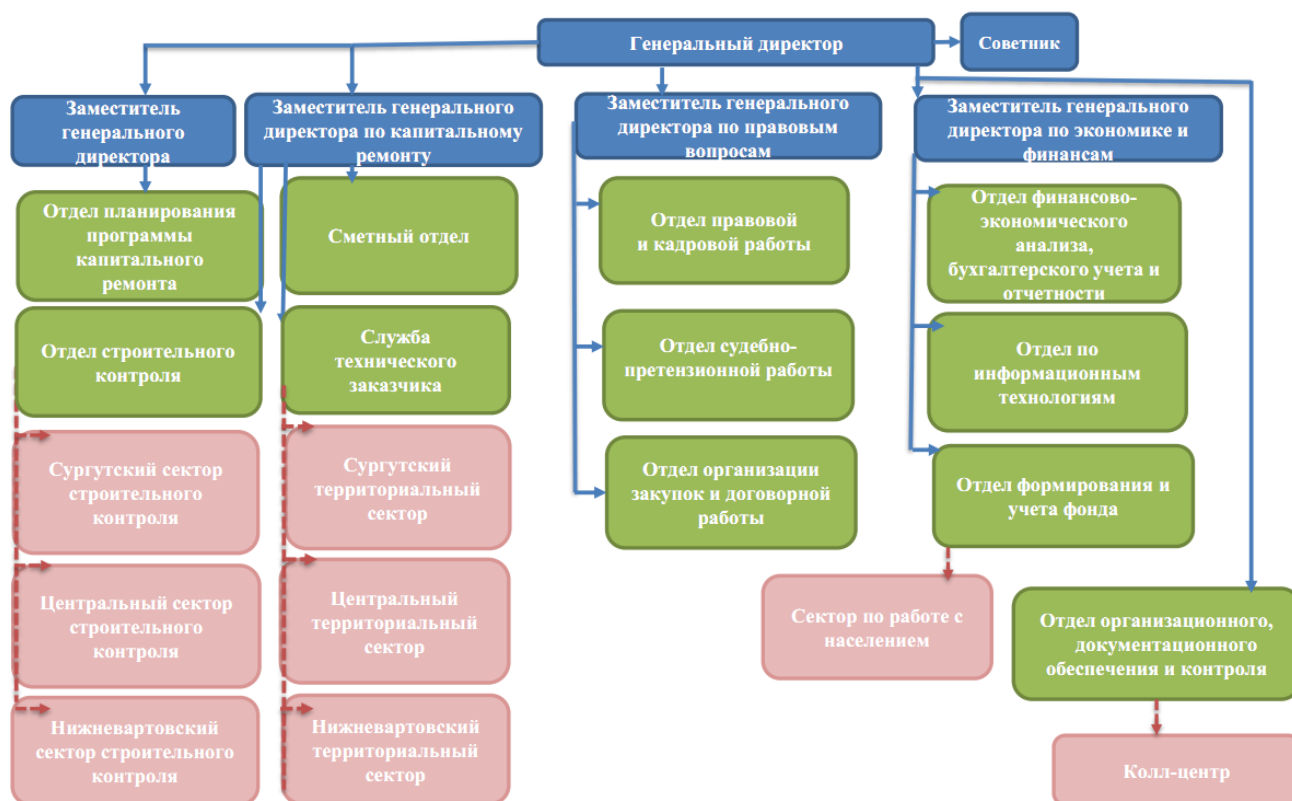 Генеральный директор
Советник
Заместитель
генерального
директора
Заместитель генерального
директора по капитальному
ремонту
Заместитель генерального
директора по правовым
вопросам
Заместитель генерального
директора по экономике и
финансам
Отдел планирования
программы
капитального
ремонта
Сметный отдел
Отдел правовой
и кадровой работы
Отдел финансово-
экономического
анализа,
бухгалтерского учета и
отчетности
Отдел строительного
контроля
Служба
технического
заказчика
Отдел судебно-
претензионной работы
Отдел по
информационным
технологиям
Сургутский сектор
строительного
контроля
Сургутский
территориальный
сектор
Отдел организации
закупок и договорной
работы
Отдел формирования и
учета фонда
Центральный сектор
строительного
контроля
Центральный
территориальный
сектор
Сектор по работе с
населением
Отдел организационного,
документационного
обеспечения и контроля
Нижневартовский
сектор строительного
контроля
Нижневартовский
территориальный
сектор
Колл-центр